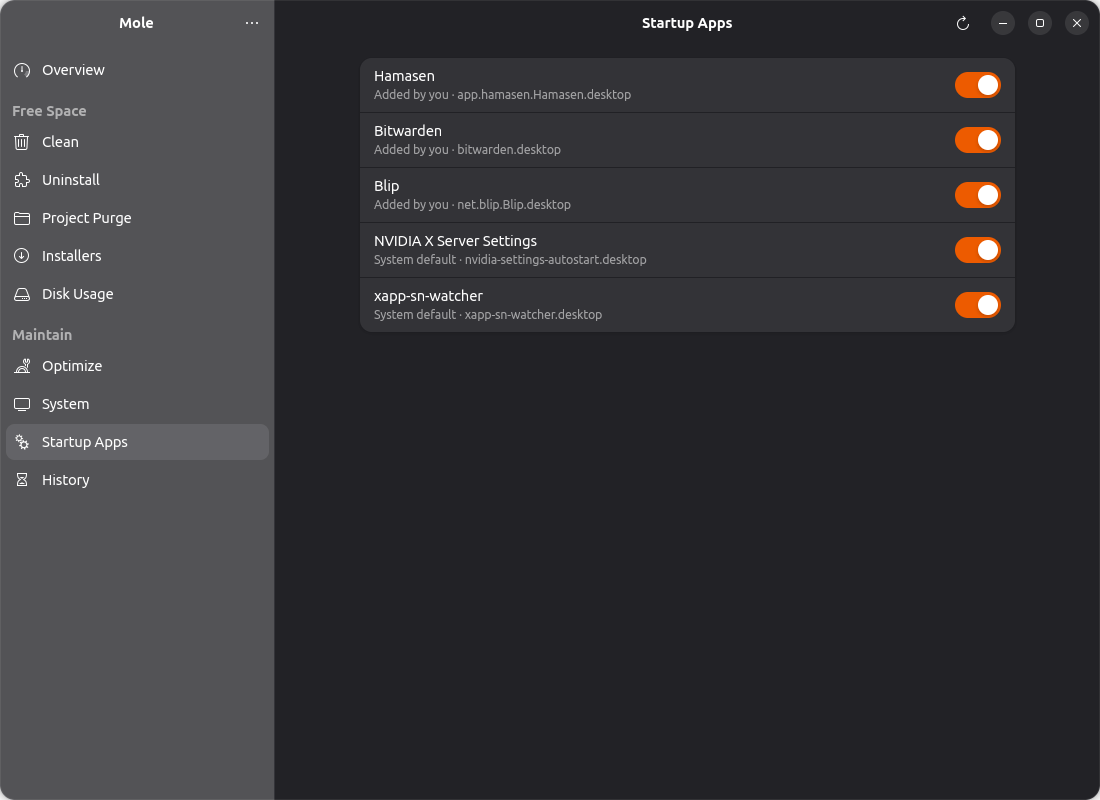 Mole
Overview
Free Space
Clean
Uninstall
Project Purge
Installers
Disk Usage
Maintain
Optimize
System
Startup Apps
History
Startup Apps
Hamasen
Added by you · app.hamasen.Hamasen.desktop
Bitwarden
Added by you · bitwarden.desktop
Blip
Added by you · net.blip.Blip.desktop
NVIDIA X Server Settings
System default · nvidia-settings-autostart.desktop
xapp-sn-watcher
System default · xapp-sn-watcher.desktop